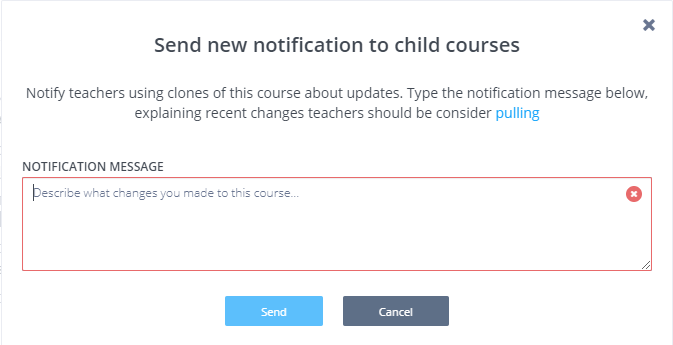 Send new notification to child courses
Notify teachers using clones of this course about updates. Type the notification message below,
explaining recent changes teachers should be consider pulling
NOTIFICATION MESSAGE
Describe what changes you made to this course...
Send
Cancel